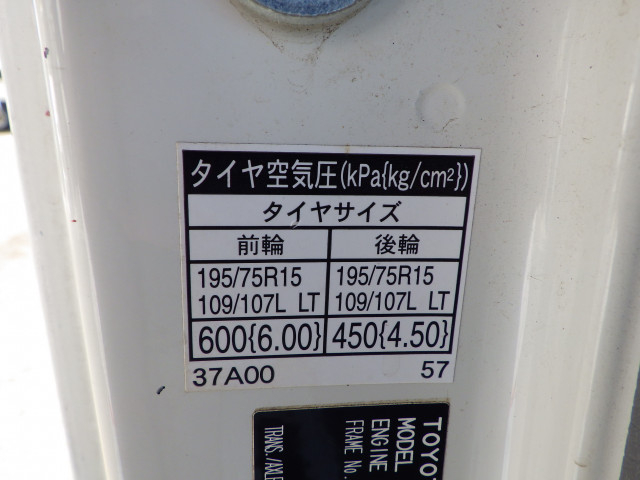 タイヤ空気圧(kPa{kg/cm²})
タイヤサイズ
前輪 後輪
195/75R15 195/75R15
109/107L LT 109/107L LT
600{6.00} 450{4.50}
37A00 57
TOYOT
MODEL
ENGINE
FRAME No.
TRANS./AXLE